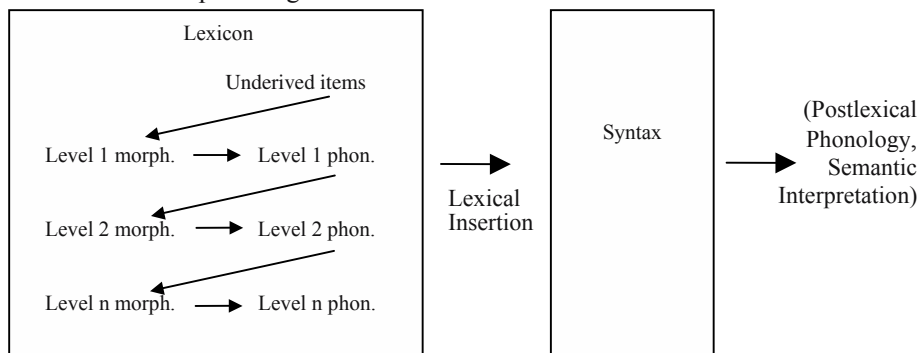 Lexicon
Underived items
Level 1 morph. Level 1 phon.
Level 2 morph. Level 2 phon.
Level n morph. Level n phon.
Lexical
Insertion
Syntax
(Postlexical
Phonology,
Semantic
Interpretation)